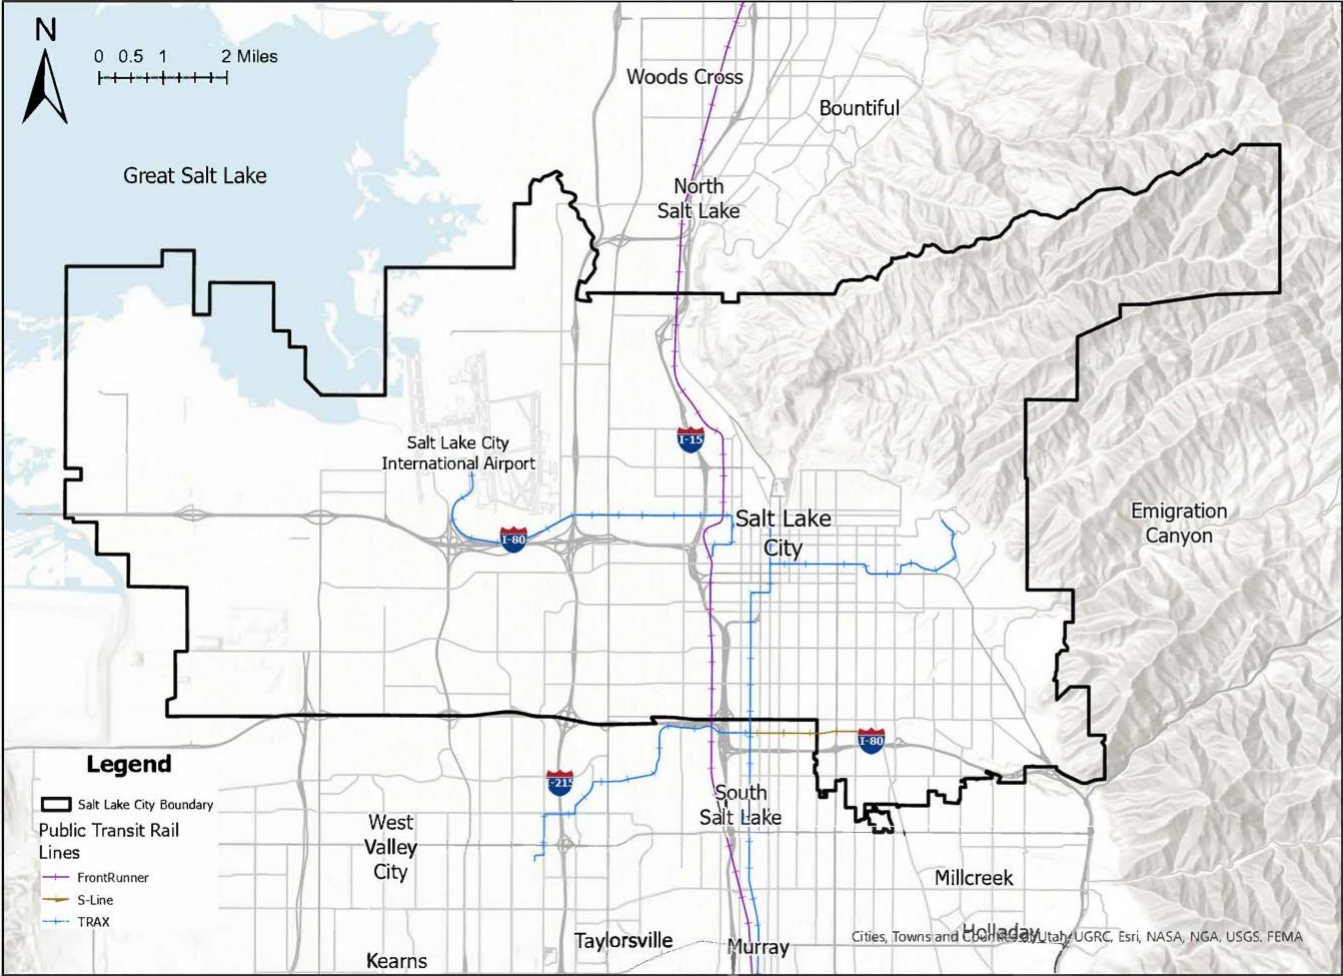 N
0 0.5 1 2 Miles
Woods Cross
Bountiful
Great Salt Lake
North
Salt Lake
Salt Lake City
International Airport
I-15
I-80
Salt Lake
City
Emigration
Canyon
I-80
I-215
South
Salt Lake
West
Valley
City
Millcreek
Holladay
Taylorsville
Murray
Kearns
Legend
Salt Lake City Boundary
Public Transit Rail
Lines
FrontRunner
S-Line
TRAX
Cities, Towns and Counties of Utah, UGRC, Esri, NASA, NGA, USGS, FEMA